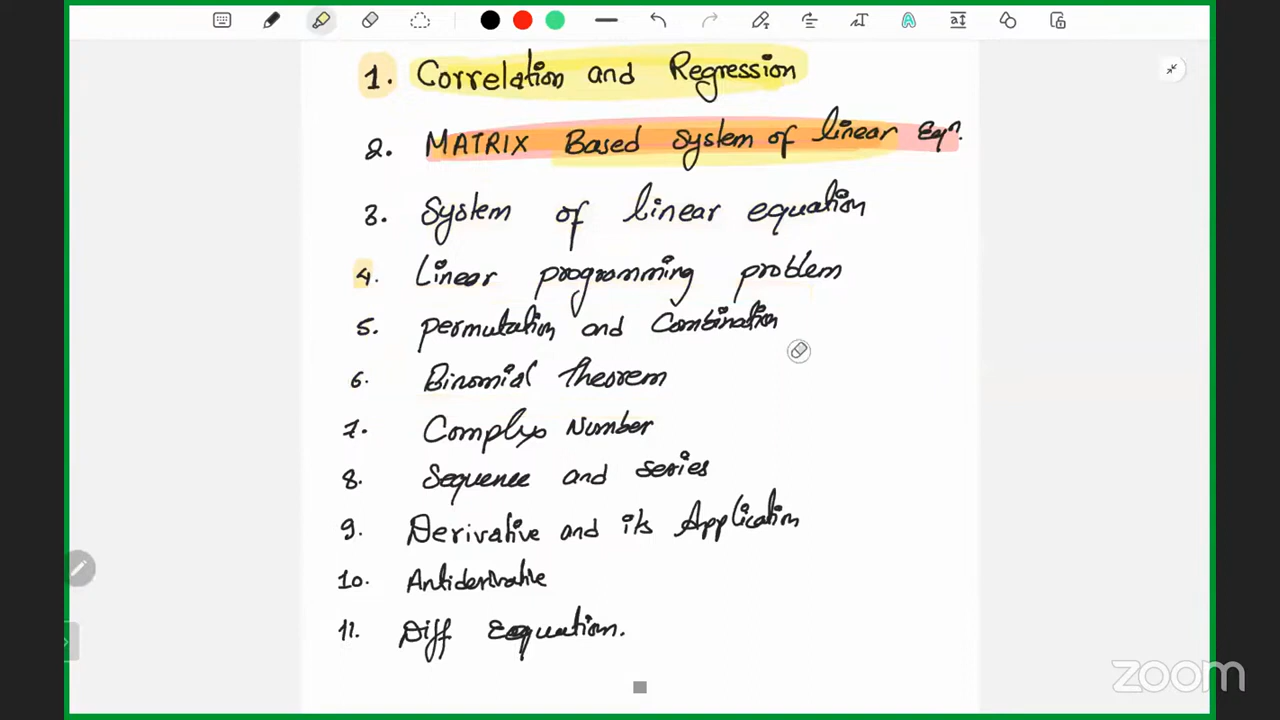 1. Correlation and Regression
2. MATRIX Based System of linear Eqn.
3. System of linear equation
4. Linear programming problem
5. permutation and Combination
6. Binomial Theorem
7. Complex Number
8. Sequence and series
9. Derivative and its Application
10. Antiderivative
11. Diff Equation.
zoom